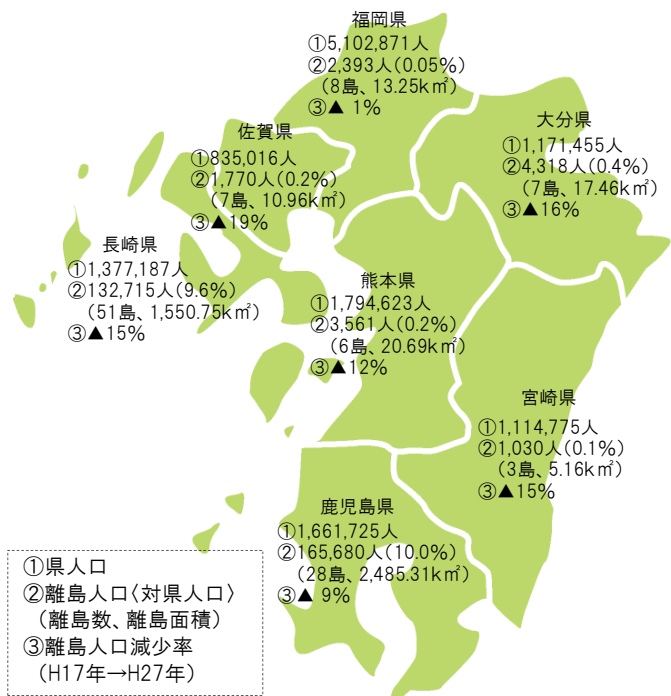 福岡県
①5,102,871人
②2,393人(0.05%)
(8島、13.25k㎡)
③▲ 1%
大分県
①1,171,455人
②4,318人(0.4%)
(7島、17.46k㎡)
③▲16%
佐賀県
①835,016人
②1,770人(0.2%)
(7島、10.96k㎡)
③▲19%
長崎県
①1,377,187人
②132,715人(9.6%)
(51島、1,550.75k㎡)
③▲15%
熊本県
①1,794,623人
②3,561人(0.2%)
(6島、20.69k㎡)
③▲12%
宮崎県
①1,114,775人
②1,030人(0.1%)
(3島、5.16k㎡)
③▲15%
鹿児島県
①1,661,725人
②165,680人(10.0%)
(28島、2,485.31k㎡)
③▲ 9%
①県人口
②離島人口〈対県人口〉
(離島数、離島面積)
③離島人口減少率
(H17年→H27年)